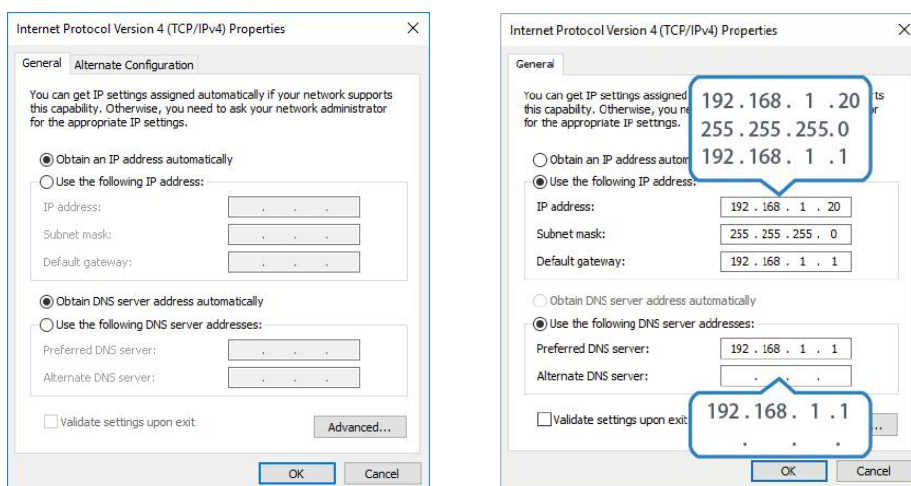 Internet Protocol Version 4 (TCP/IPv4) Properties
General
Alternate Configuration
You can get IP settings assigned automatically if your network supports
this capability. Otherwise, you need to ask your network administrator
for the appropriate IP settings.
Obtain an IP address automatically
Use the following IP address:
IP address:
. . .
Subnet mask:
. . .
Default gateway:
. . .
Obtain DNS server address automatically
Use the following DNS server addresses:
Preferred DNS server:
. . .
Alternate DNS server:
. . .
Validate settings upon exit
Advanced...
OK
Cancel
Internet Protocol Version 4 (TCP/IPv4) Properties
General
You can get IP settings assigned
this capability. Otherwise, you
for the appropriate IP settings.
192.168. 1 .20
255.255.255.0
192.168. 1 .1
Obtain an IP address
Use the following IP address:
IP address:
192 . 168 . 1 . 20
Subnet mask:
255 . 255 . 255 . 0
Default gateway:
192 . 168 . 1 . 1
Obtain DNS server address automatically
Use the following DNS server addresses:
Preferred DNS server:
192 . 168 . 1 . 1
Alternate DNS server:
. . .
192.168. 1 .1
. . .
Validate settings upon exit
OK
Cancel